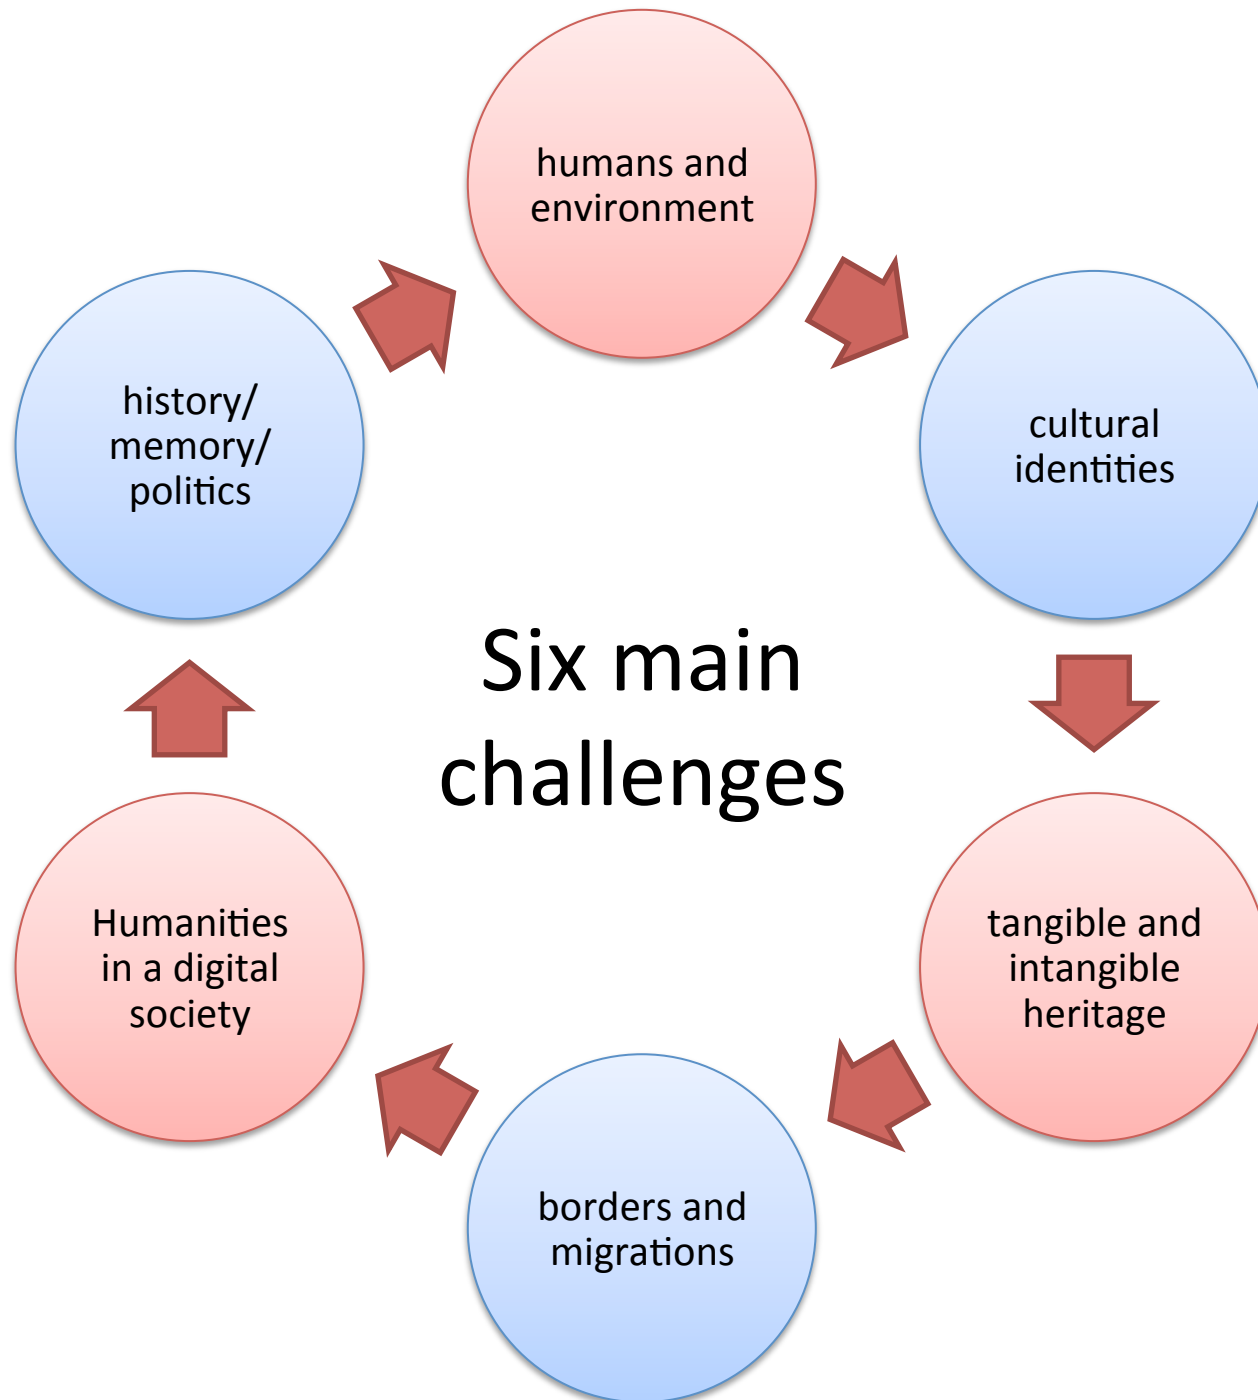 humans and
environment
cultural
identities
tangible and
intangible
heritage
borders and
migrations
Humanities
in a digital
society
history/
memory/
politics
Six main
challenges